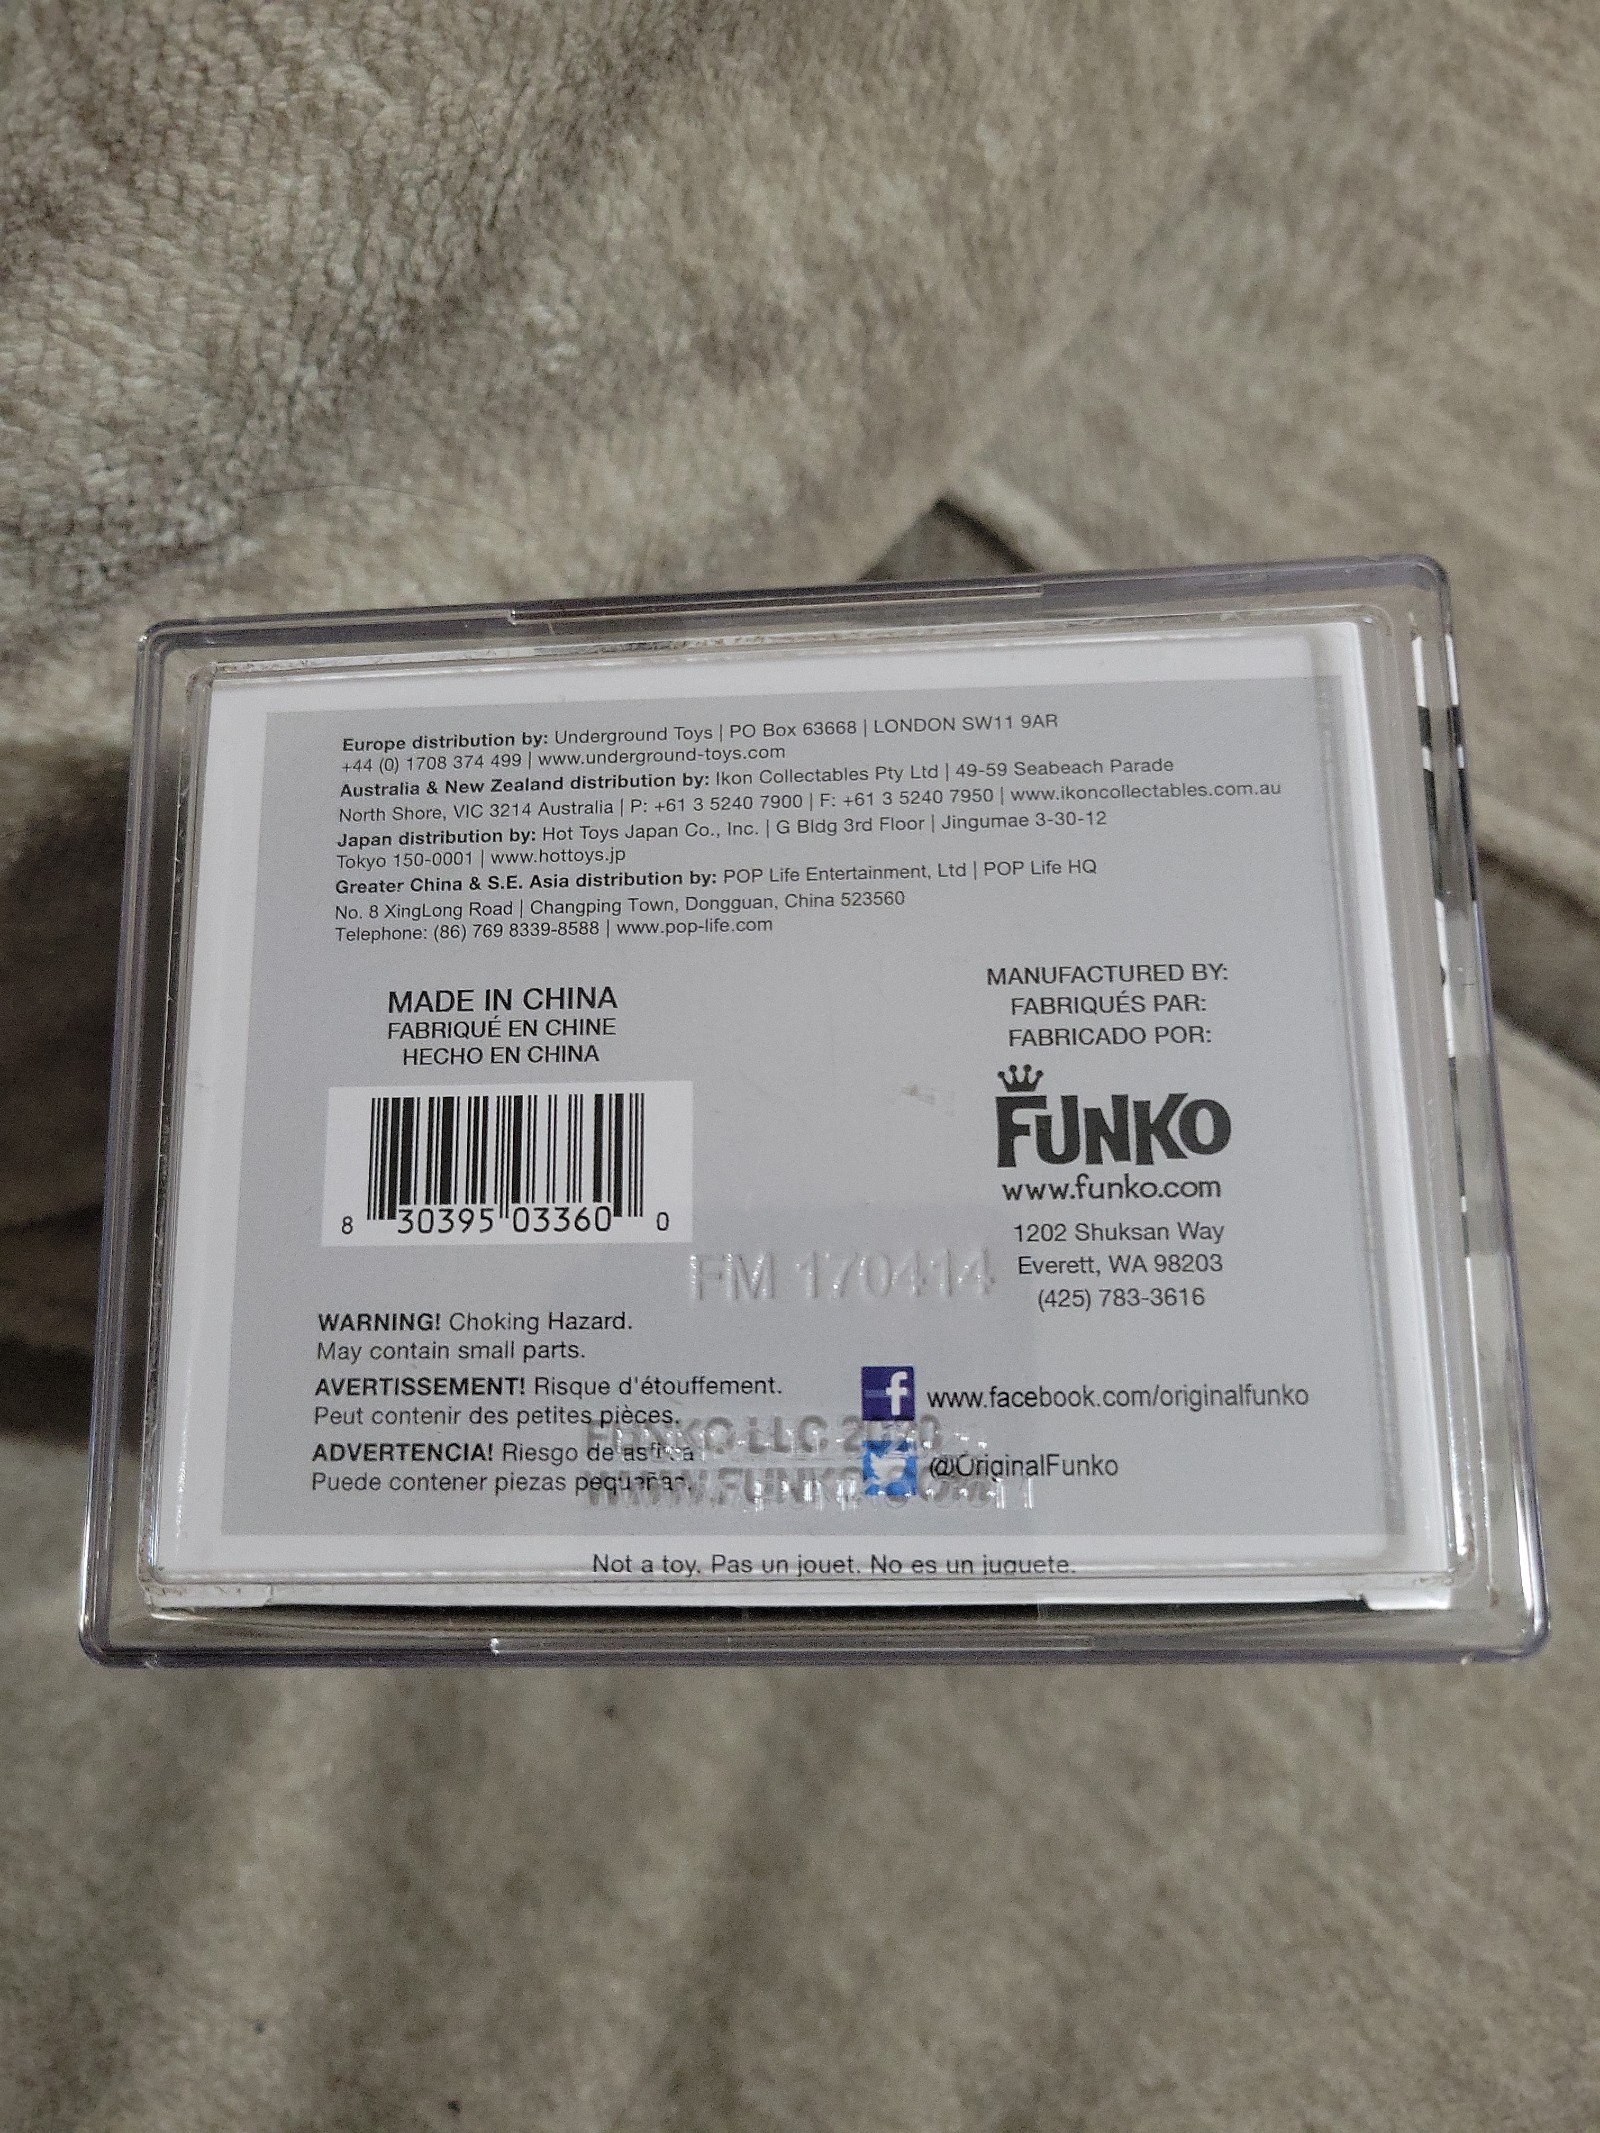 Europe distribution by: Underground Toys | PO Box 63668 | LONDON SW11 9AR
+44 (0) 1708 374 499 | www.underground-toys.com
Australia & New Zealand distribution by: Ikon Collectables Pty Ltd | 49-59 Seabeach Parade
North Shore, VIC 3214 Australia | P: +61 3 5240 7900 | F: +61 3 5240 7950 | www.ikoncollectables.com.au
Japan distribution by: Hot Toys Japan Co., Inc. | G Bldg 3rd Floor | Jingumae 3-30-12
Tokyo 150-0001 | www.hottoys.jp
Greater China & S.E. Asia distribution by: POP Life Entertainment, Ltd | POP Life HQ
No. 8 XingLong Road | Changping Town, Dongguan, China 523560
Telephone: (86) 769 8339-8588 | www.pop-life.com
MADE IN CHINA
FABRIQUÉ EN CHINE
HECHO EN CHINA
8 30395 03360 0
MANUFACTURED BY:
FABRIQUÉS PAR:
FABRICADO POR:
FUNKO
www.funko.com
1202 Shuksan Way
Everett, WA 98203
(425) 783-3616
FM 170414
WARNING! Choking Hazard.
May contain small parts.
AVERTISSEMENT! Risque d'étouffement.
Peut contenir des petites pièces.
ADVERTENCIA! Riesgo de asfixia
Puede contener piezas pequeñas.
f www.facebook.com/originalfunko
@OriginalFunko
FUNKO LLC 2020
WWW.FUNKO.COM
Not a toy. Pas un jouet. No es un juguete.